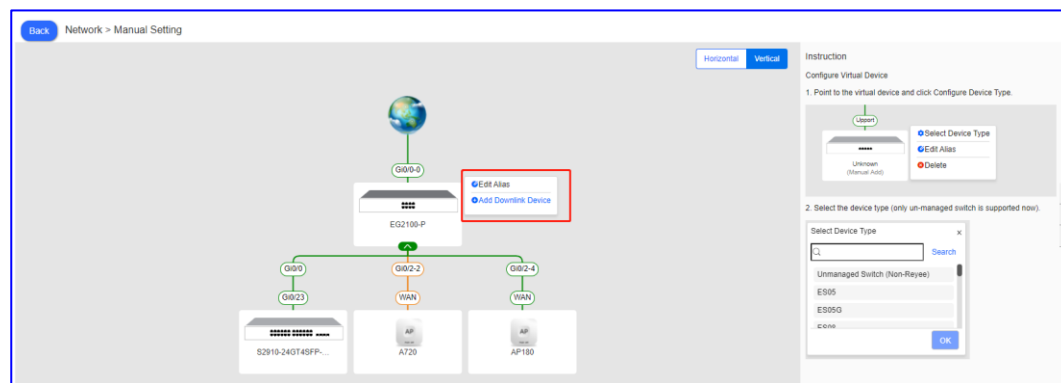 Back Network > Manual Setting
Horizontal Vertical
Gi0/0-0
Edit Alias
Add Downlink Device
EG2100-P
Gi0/0 Gi0/2-2 Gi0/2-4
Gi0/23 WAN WAN
AP AP
S2910-24GT4SFP-... A720 AP180
Instruction
Configure Virtual Device
1. Point to the virtual device and click Configure Device Type.
Upport
Select Device Type
Edit Alias
Delete
Unknown
(Manual Add)
2. Select the device type (only un-managed switch is supported now).
Select Device Type x
Search
Unmanaged Switch (Non-Reyee)
ES05
ES05G
ES08
OK